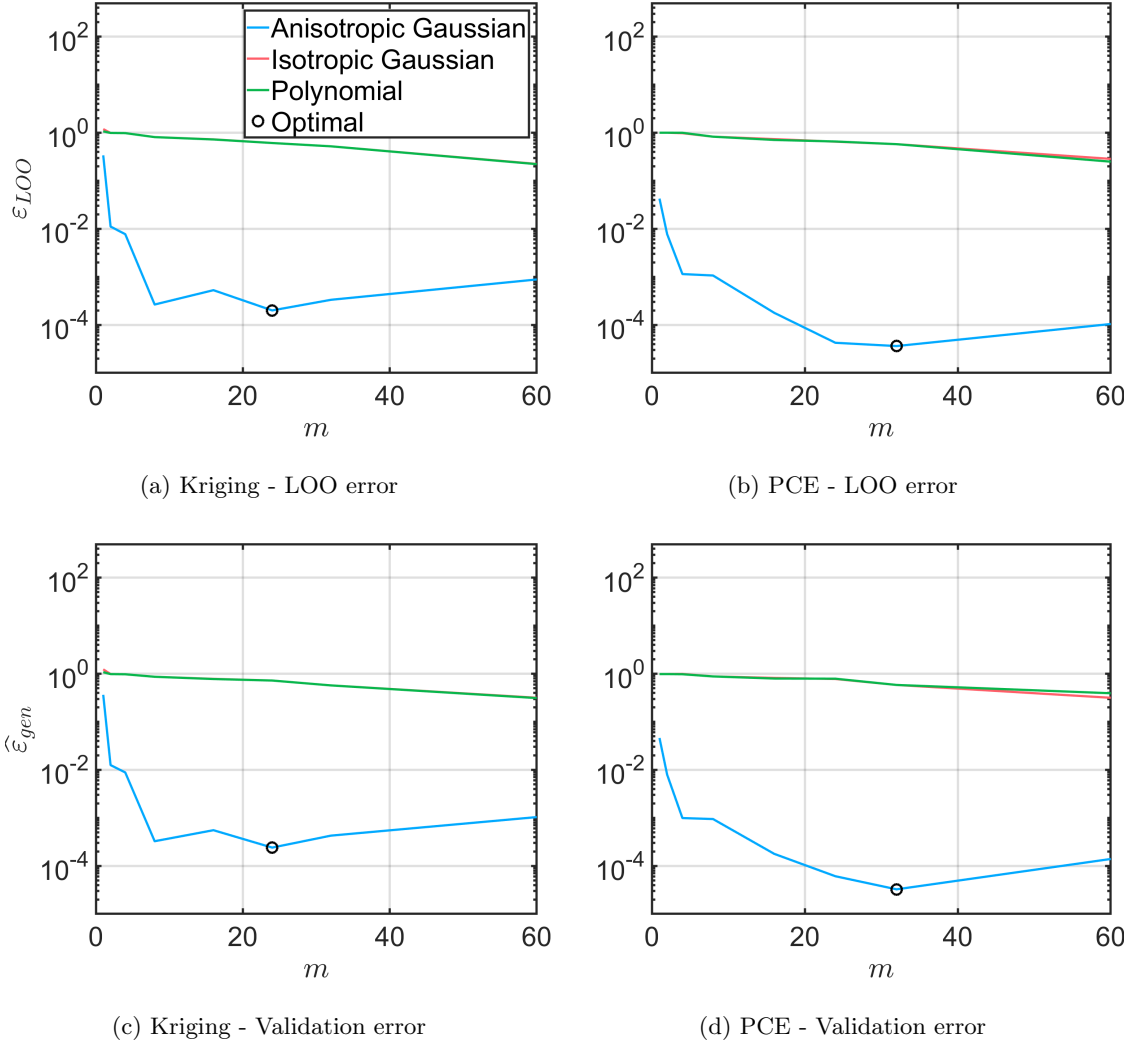 10^2
10^0
10^-2
10^-4
ε_LOO
0
20
40
60
m
Anisotropic Gaussian
Isotropic Gaussian
Polynomial
Optimal
(a) Kriging - LOO error
10^2
10^0
10^-2
10^-4
0
20
40
60
m
(b) PCE - LOO error
10^2
10^0
10^-2
10^-4
ε̂_gen
0
20
40
60
m
(c) Kriging - Validation error
10^2
10^0
10^-2
10^-4
0
20
40
60
m
(d) PCE - Validation error